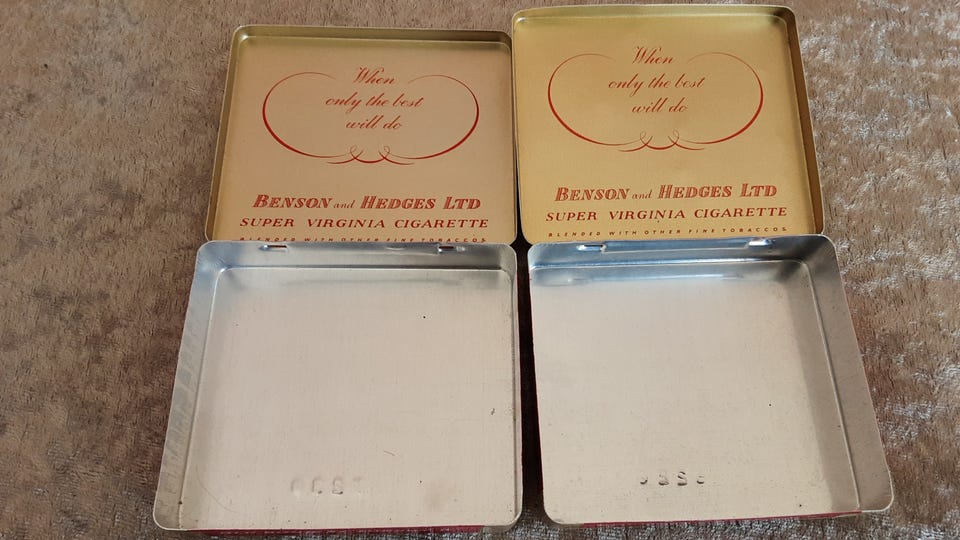 When
only the best
will do
BENSON and HEDGES LTD
SUPER VIRGINIA CIGARETTE
BLENDED WITH OTHER FINE TOBACCOS
When
only the best
will do
BENSON and HEDGES LTD
SUPER VIRGINIA CIGARETTE
BLENDED WITH OTHER FINE TOBACCOS